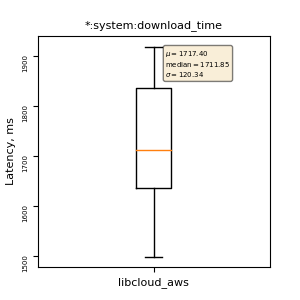 *:system:download_time
μ = 1717.40
median = 1711.85
σ = 120.34
Latency, ms
1900
1800
1700
1600
1500
libcloud_aws